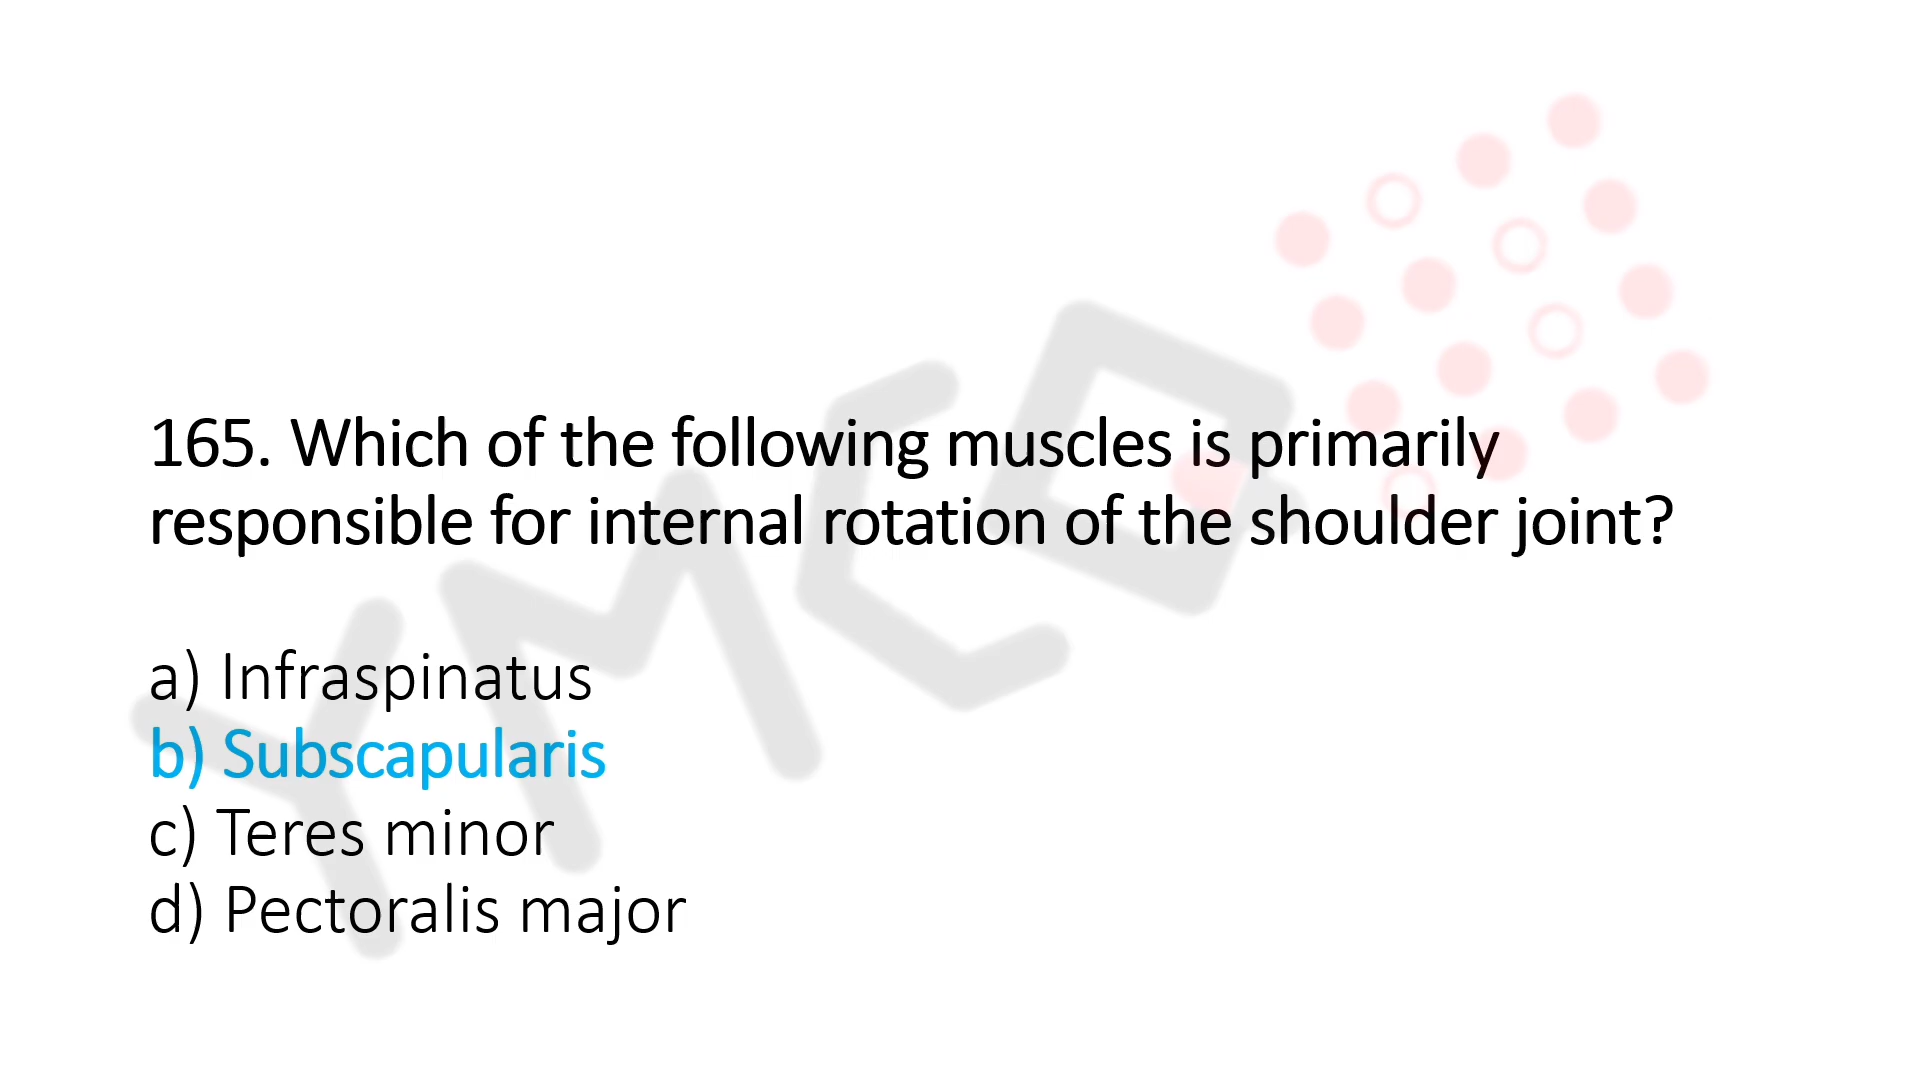 165. Which of the following muscles is primarily
responsible for internal rotation of the shoulder joint?
a) Infraspinatus
b) Subscapularis
c) Teres minor
d) Pectoralis major
YMCD